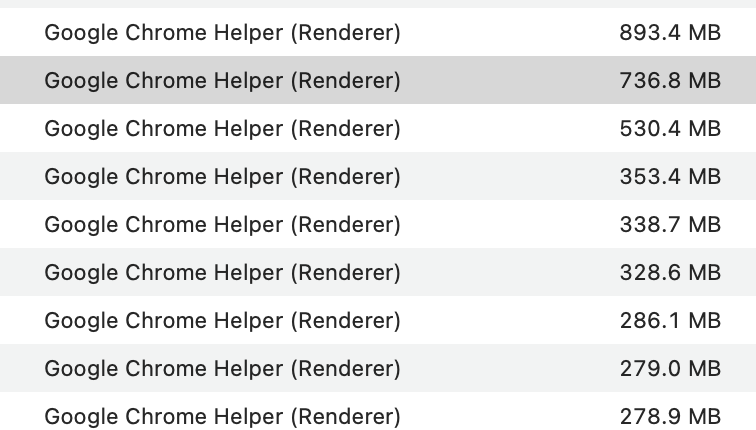 Google Chrome Helper (Renderer) 893.4 MB
Google Chrome Helper (Renderer) 736.8 MB
Google Chrome Helper (Renderer) 530.4 MB
Google Chrome Helper (Renderer) 353.4 MB
Google Chrome Helper (Renderer) 338.7 MB
Google Chrome Helper (Renderer) 328.6 MB
Google Chrome Helper (Renderer) 286.1 MB
Google Chrome Helper (Renderer) 279.0 MB
Google Chrome Helper (Renderer) 278.9 MB